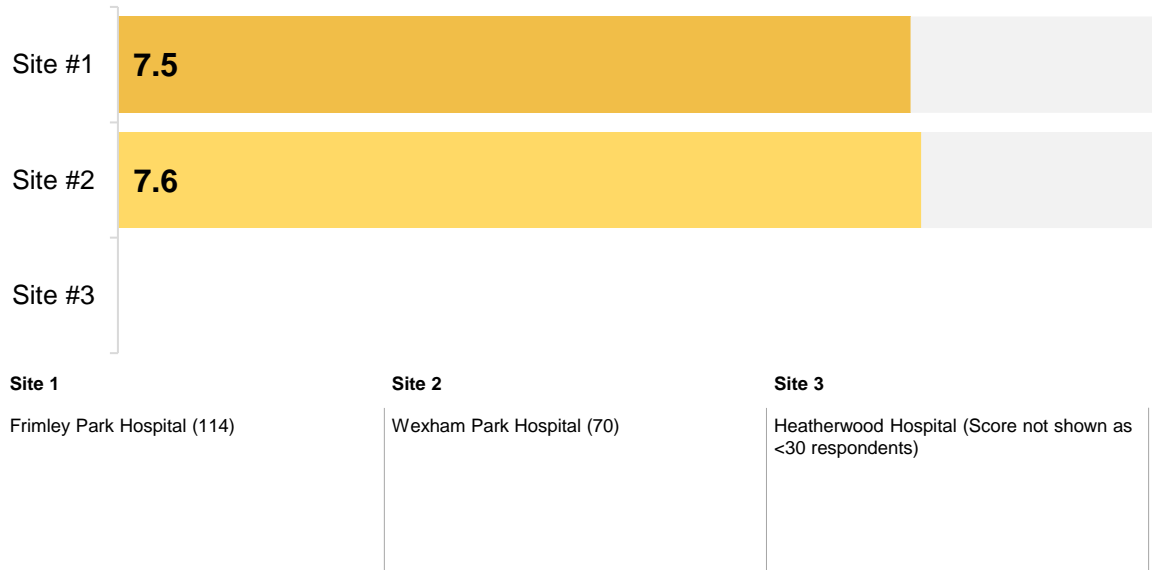 Site #1
7.5
Site #2
7.6
Site #3
Site 1
Frimley Park Hospital (114)
Site 2
Wexham Park Hospital (70)
Site 3
Heatherwood Hospital (Score not shown as
<30 respondents)